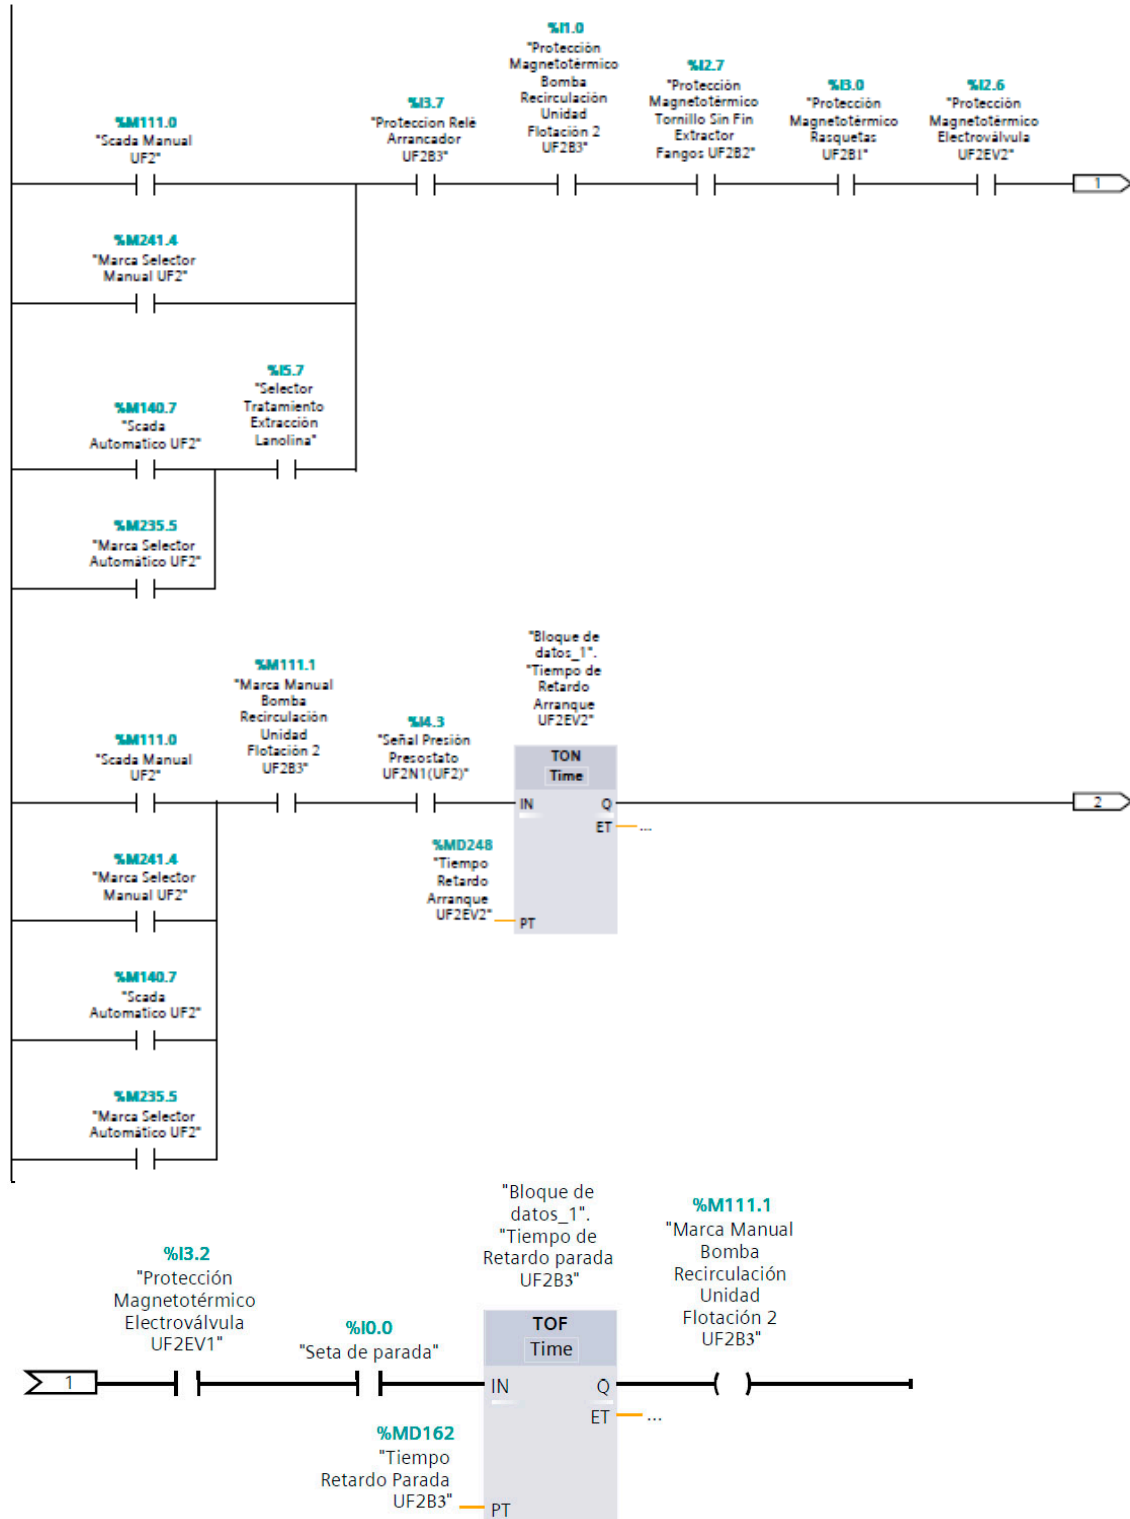 %M111.0
"Scada Manual
UF2"
%I3.7
"Proteccion Relè
Arrancador
UF2B3"
%I1.0
"Protección
Magnetotérmico
Bomba
Recirculación
Unidad
Flotación 2
UF2B3"
%I2.7
"Protección
Magnetotérmico
Tornillo Sin Fin
Extractor
Fangos UF2B2"
%I3.0
"Protección
Magnetotérmico
Rasquetas
UF2B1"
%I2.6
"Protección
Magnetotérmico
Electroválvula
UF2EV2"
1
%M241.4
"Marca Selector
Manual UF2"
%M140.7
"Scada
Automatico UF2"
%I5.7
"Selector
Tratamiento
Extracción
Lanolina"
%M235.5
"Marca Selector
Automático UF2"
%M111.0
"Scada Manual
UF2"
%M111.1
"Marca Manual
Bomba
Recirculación
Unidad
Flotación 2
UF2B3"
%I4.3
"Señal Presión
Presostato
UF2N1(UF2)"
"Bloque de
datos_1".
"Tiempo de
Retardo
Arranque
UF2EV2"
TON
Time
IN
Q
ET
...
%MD248
"Tiempo
Retardo
Arranque
UF2EV2"
PT
2
%M241.4
"Marca Selector
Manual UF2"
%M140.7
"Scada
Automatico UF2"
%M235.5
"Marca Selector
Automático UF2"
1
%I3.2
"Protección
Magnetotérmico
Electroválvula
UF2EV1"
%I0.0
"Seta de parada"
"Bloque de
datos_1".
"Tiempo de
Retardo parada
UF2B3"
TOF
Time
IN
Q
ET
...
%MD162
"Tiempo
Retardo Parada
UF2B3"
PT
%M111.1
"Marca Manual
Bomba
Recirculación
Unidad
Flotación 2
UF2B3"